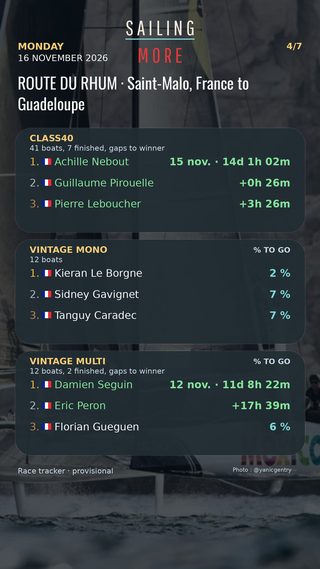 SAILING
MORE
MONDAY
16 NOVEMBER 2026
4/7
ROUTE DU RHUM · Saint-Malo, France to
Guadeloupe
CLASS40
41 boats, 7 finished, gaps to winner
1. Achille Nebout 15 nov. · 14d 1h 02m
2. Guillaume Pirouelle +0h 26m
3. Pierre Leboucher +3h 26m
VINTAGE MONO % TO GO
12 boats
1. Kieran Le Borgne 2 %
2. Sidney Gavignet 7 %
3. Tanguy Caradec 7 %
VINTAGE MULTI % TO GO
12 boats, 2 finished, gaps to winner
1. Damien Seguin 12 nov. · 11d 8h 22m
2. Eric Peron +17h 39m
3. Florian Gueguen 6 %
Race tracker · provisional
Photo : @yanicgentry